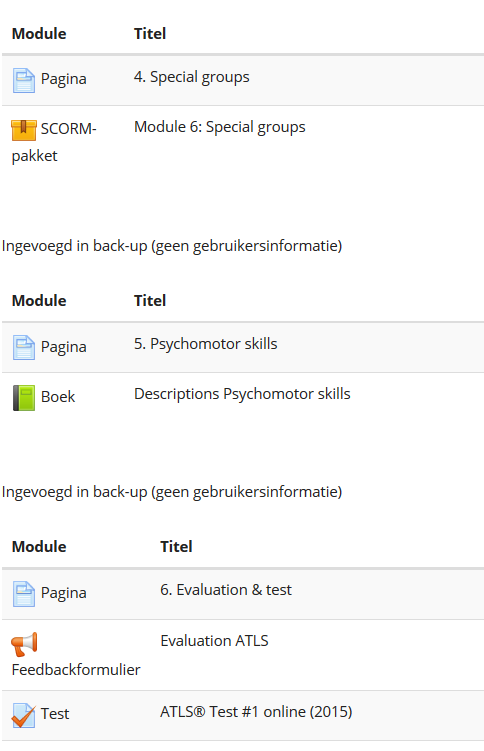 Module Titel
Pagina 4. Special groups
SCORM- Module 6: Special groups
pakket
Ingevoegd in back-up (geen gebruikersinformatie)
Module Titel
Pagina 5. Psychomotor skills
Boek Descriptions Psychomotor skills
Ingevoegd in back-up (geen gebruikersinformatie)
Module Titel
Pagina 6. Evaluation & test
Evaluation ATLS
Feedbackformulier
Test ATLS® Test #1 online (2015)